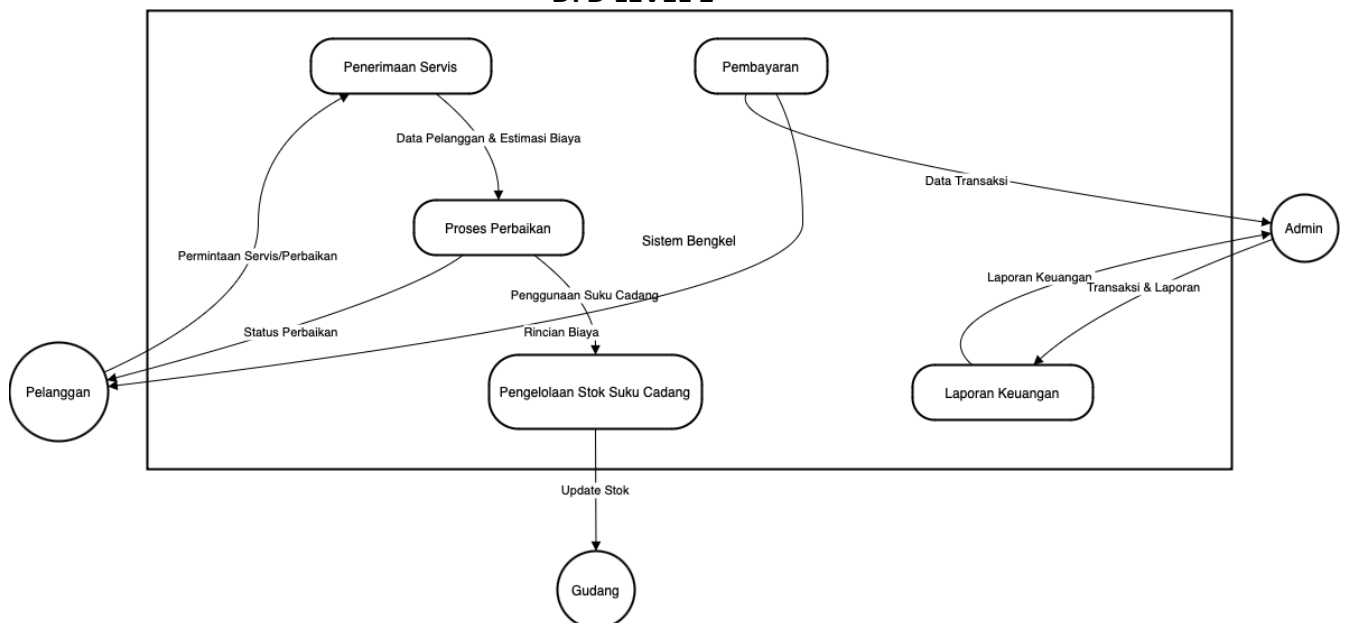 Penerimaan Servis
Pembayaran
Data Pelanggan & Estimasi Biaya
Data Transaksi
Proses Perbaikan
Admin
Sistem Bengkel
Permintaan Servis/Perbaikan
Laporan Keuangan
Transaksi & Laporan
Penggunaan Suku Cadang
Status Perbaikan
Rincian Biaya
Pelanggan
Pengelolaan Stok Suku Cadang
Laporan Keuangan
Update Stok
Gudang